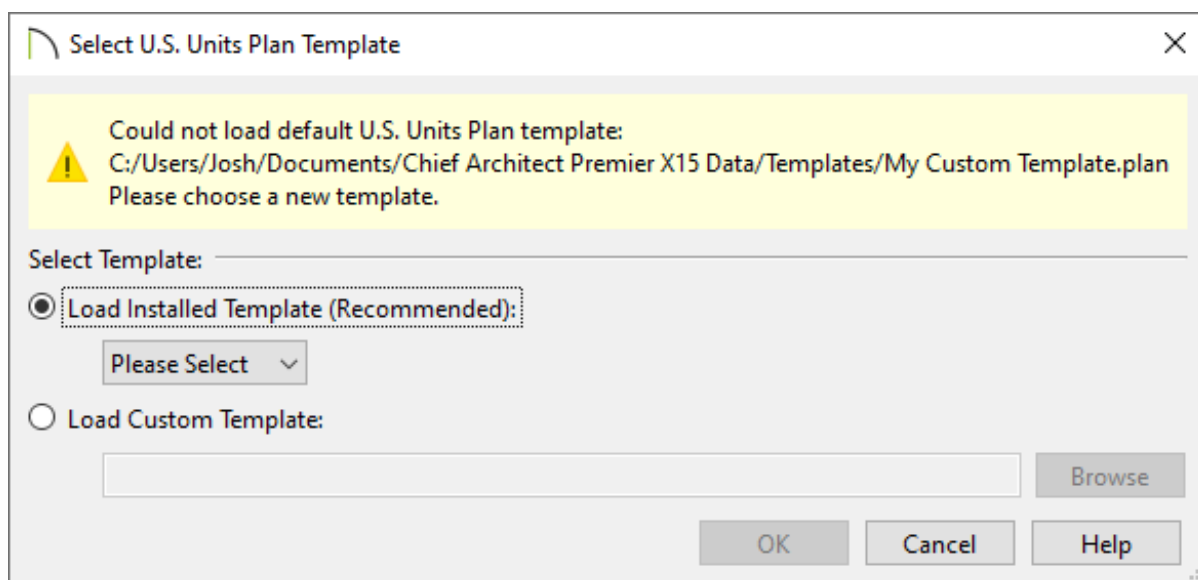 Select U.S. Units Plan Template
Could not load default U.S. Units Plan template:
C:/Users/Josh/Documents/Chief Architect Premier X15 Data/Templates/My Custom Template.plan
Please choose a new template.
Select Template:
Load Installed Template (Recommended):
Please Select
Load Custom Template:
Browse
OK Cancel Help